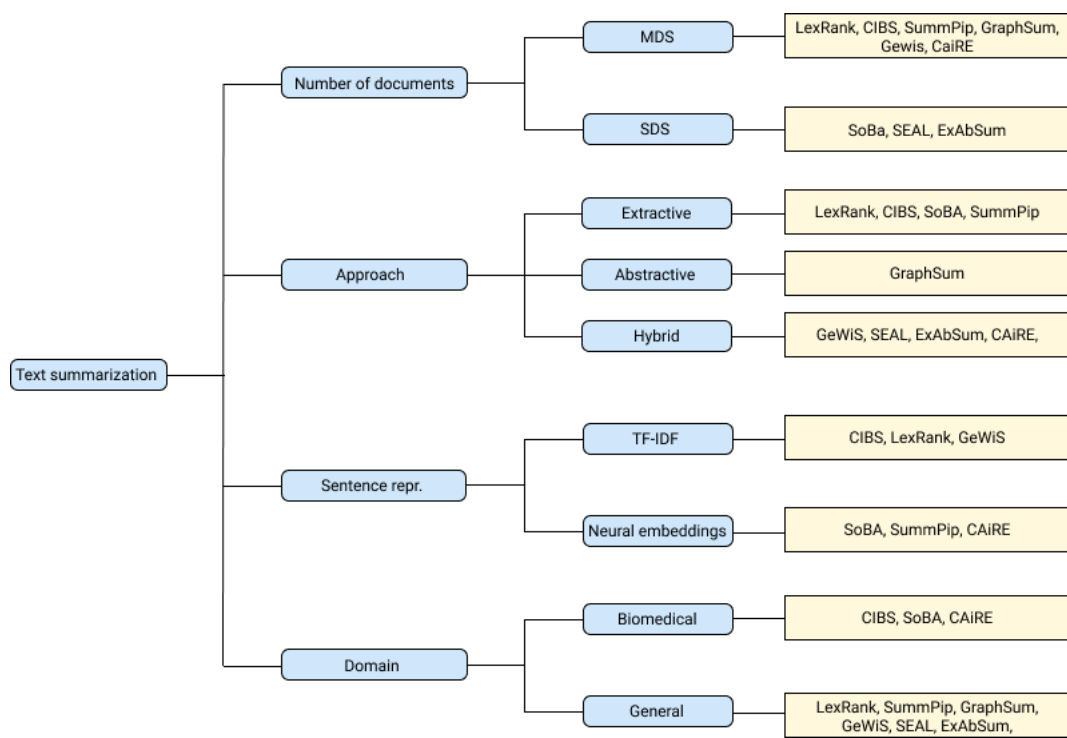 MDS
LexRank, CIBS, SummPip, GraphSum,
Gewis, CaiRE
Number of documents
SDS
SoBa, SEAL, ExAbSum
Extractive
LexRank, CIBS, SoBA, SummPip
Approach
Abstractive
GraphSum
Hybrid
GeWiS, SEAL, ExAbSum, CAiRE,
Text summarization
TF-IDF
CIBS, LexRank, GeWiS
Sentence repr.
Neural embeddings
SoBA, SummPip, CAiRE
Biomedical
CIBS, SoBA, CAiRE
Domain
General
LexRank, SummPip, GraphSum,
GeWiS, SEAL, ExAbSum,